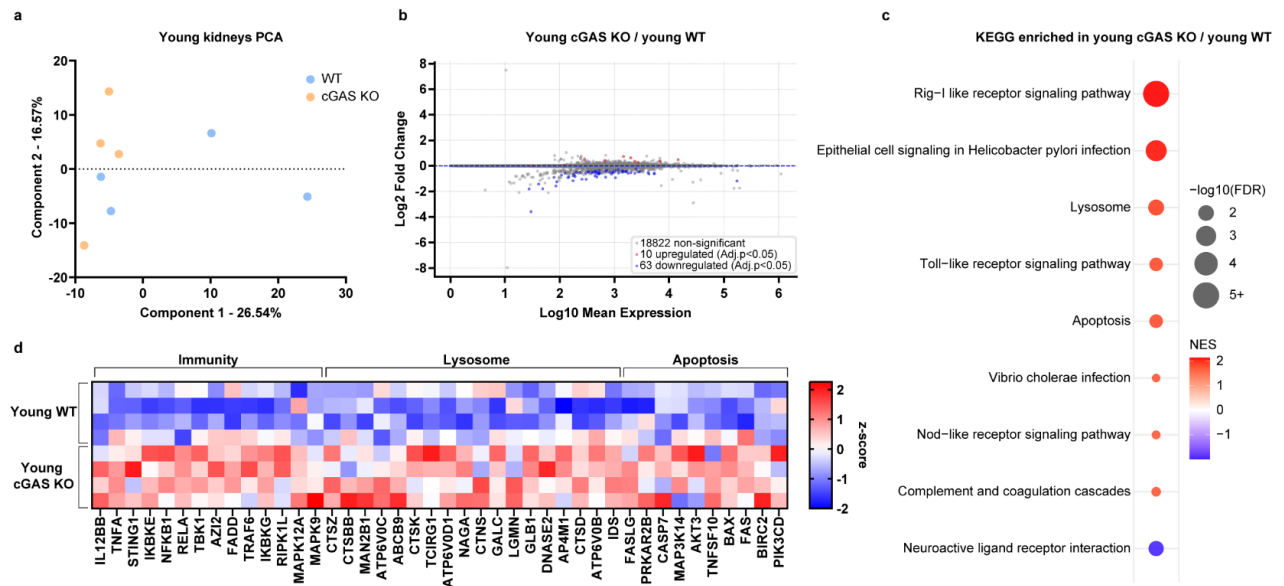 a
Young kidneys PCA
20
10
0
-10
-20
-10
0
10
20
30
Component 2 - 16.57%
Component 1 - 26.54%
WT
cGAS KO
b
Young cGAS KO / young WT
8
6
4
2
0
-2
-4
-6
-8
0
1
2
3
4
5
6
Log2 Fold Change
Log10 Mean Expression
18822 non-significant
10 upregulated (Adj.p<0.05)
63 downregulated (Adj.p<0.05)
c
KEGG enriched in young cGAS KO / young WT
Rig−I like receptor signaling pathway
Epithelial cell signaling in Helicobacter pylori infection
Lysosome
Toll−like receptor signaling pathway
Apoptosis
Vibrio cholerae infection
Nod−like receptor signaling pathway
Complement and coagulation cascades
Neuroactive ligand receptor interaction
−log10(FDR)
2
3
4
5+
NES
2
1
0
−1
d
Immunity
Lysosome
Apoptosis
Young WT
Young
cGAS KO
2
1
0
-1
-2
z-score
IL12BB
TNFA
STING1
IKBKE
NFKB1
RELA
TBK1
AZI2
FADD
TRAF6
IKBKG
RIPK1L
MAPK12A
MAPK9
CTSZ
CTSBB
MAN2B1
ATP6V0C
ABCB9
CTSK
TCIRG1
ATP6V0D1
NAGA
CTNS
GALC
LGMN
GLB1
DNASE2
AP4M1
CTSD
ATP6V0B
IDS
FASLG
PRKAR2B
CASP7
MAP3K14
AKT3
TNFSF10
BAX
FAS
BIRC2
PIK3CD